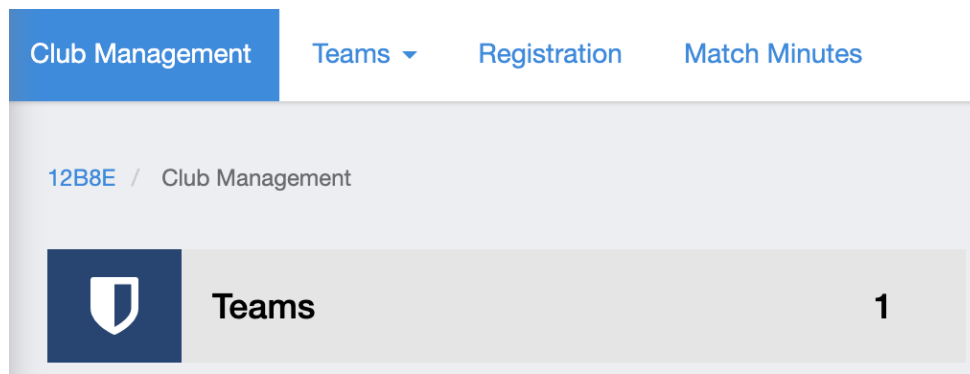 Club Management Teams Registration Match Minutes
12B8E / Club Management
Teams 1